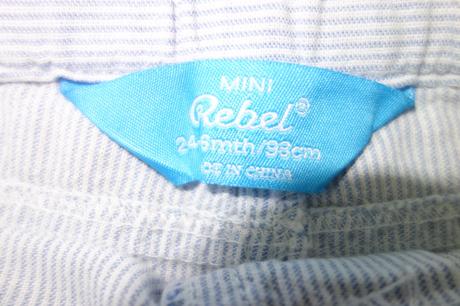 MINI
Rebel®
24-6mth/98cm
DE IN CHINA